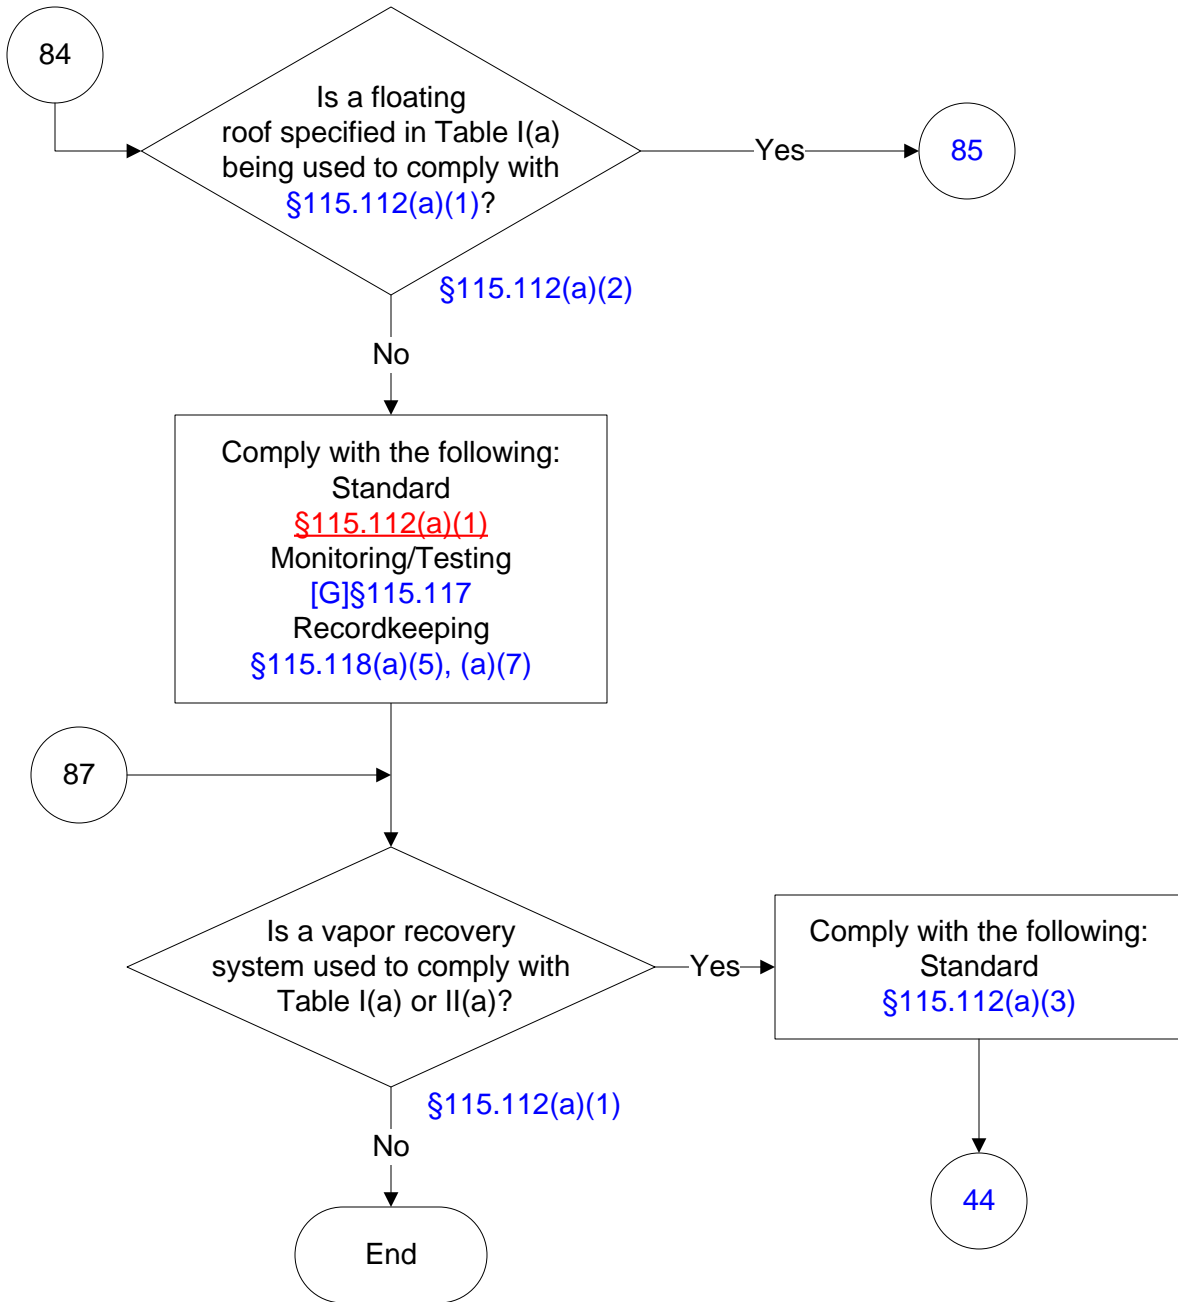 84
Is a floating
roof specified in Table I(a)
being used to comply with
§115.112(a)(1)?
Yes
85
§115.112(a)(2)
No
Comply with the following:
Standard
§115.112(a)(1)
Monitoring/Testing
[G]§115.117
Recordkeeping
§115.118(a)(5), (a)(7)
87
Is a vapor recovery
system used to comply with
Table I(a) or II(a)?
Yes
Comply with the following:
Standard
§115.112(a)(3)
§115.112(a)(1)
No
44
End